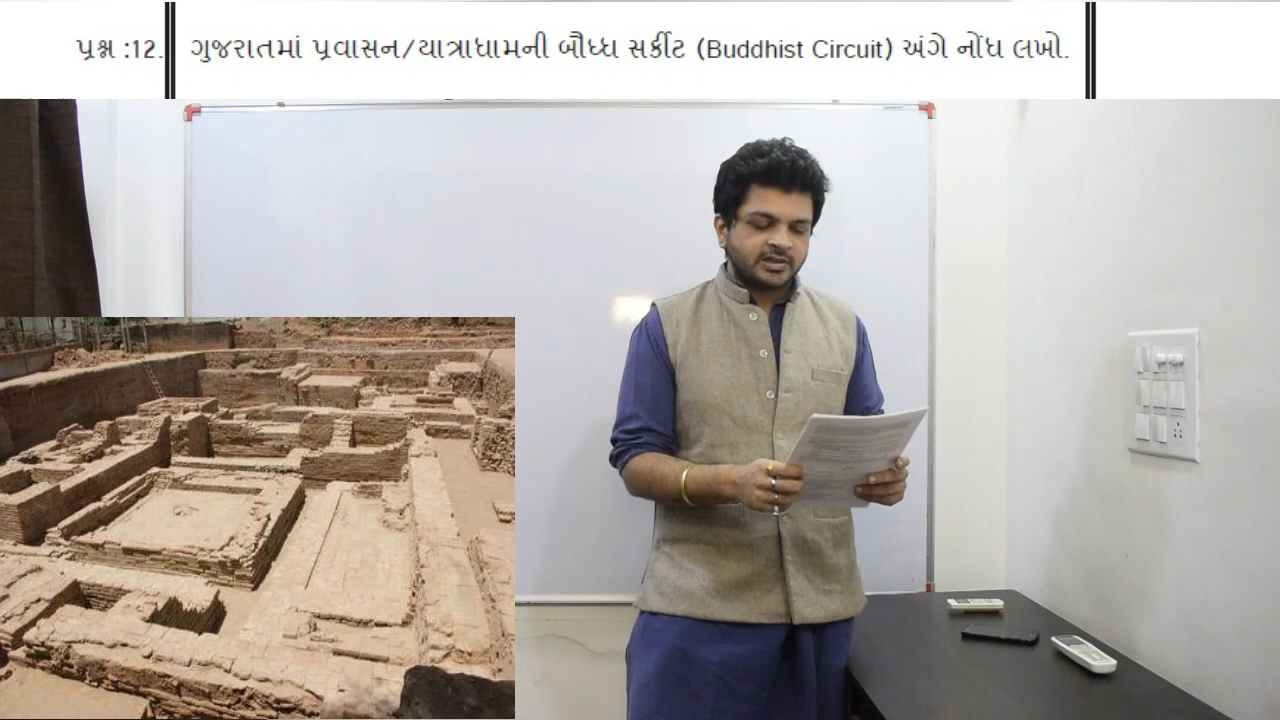 પ્રશ્ન :12. ગુજરાતમાં પ્રવાસન/યાત્રાધામની બૌધ્ધ સર્કીટ (Buddhist Circuit) અંગે નોંધ લખો.